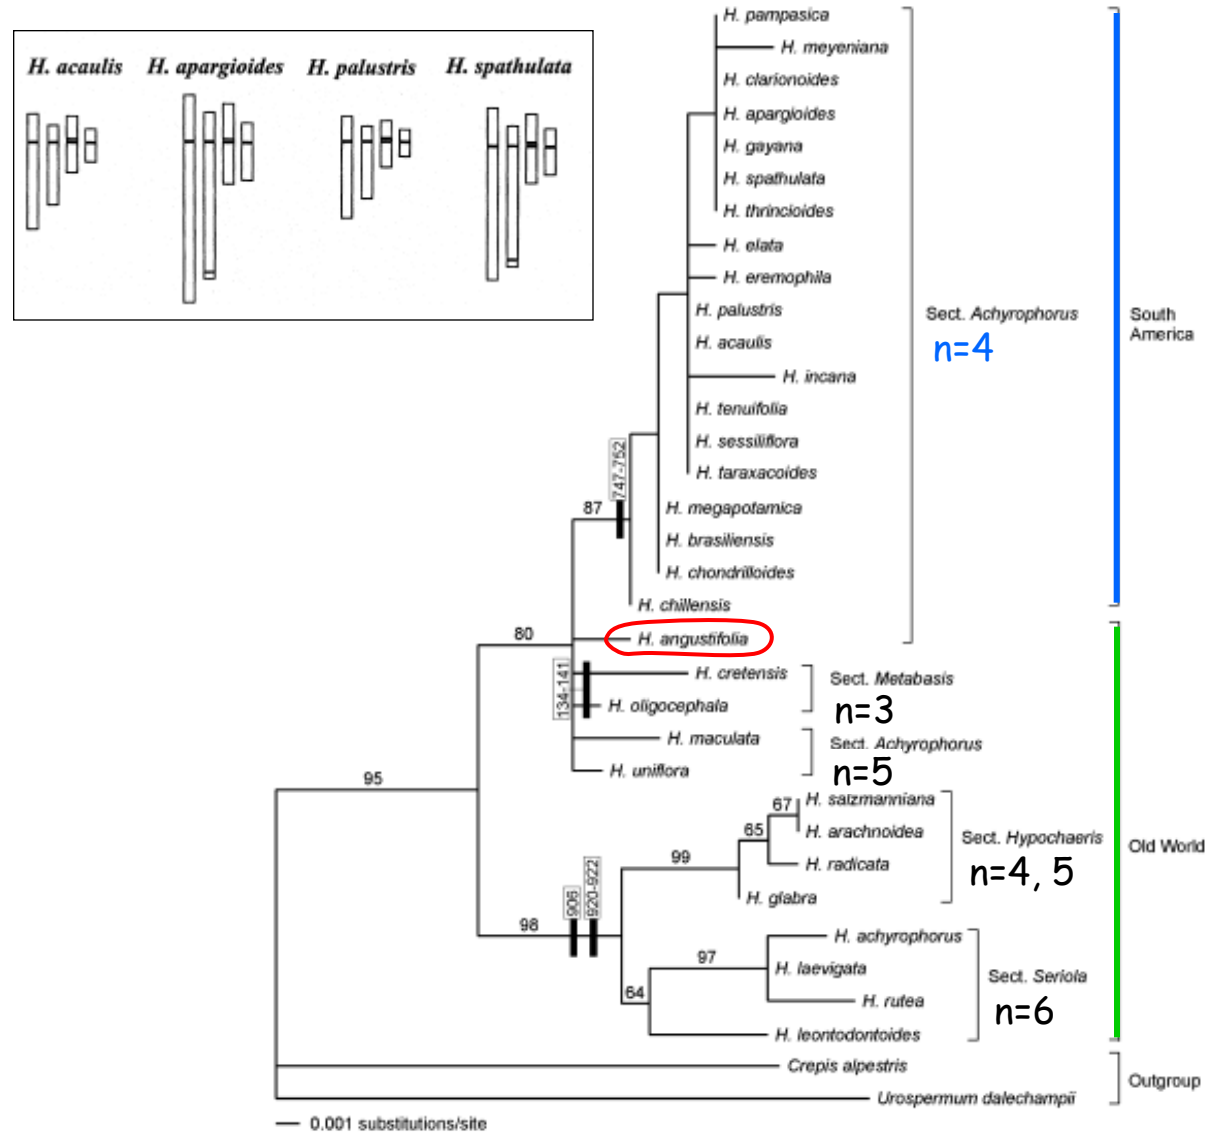 H. acaulis H. apargioides H. palustris H. spathulata
H. pampasica
H. meyeniana
H. clarionoides
H. apargioides
H. gayana
H. spathulata
H. thrincioides
H. elata
H. eremophila
H. palustris
Sect. Achyrophorus
n=4
South
America
H. acaulis
H. incana
H. tenuifolia
H. sessiliflora
H. taraxacoides
747-752
87
H. megapotamica
H. brasiliensis
H. chondrilloides
H. chillensis
80
H. angustifolia
134-141
H. cretensis
H. oligocephala
Sect. Metabasis
n=3
H. maculata
H. uniflora
Sect. Achyrophorus
n=5
95
67
H. salzmanniana
H. arachnoidea
65
H. radicata
99
H. glabra
Sect. Hypochaeris
n=4, 5
Old World
906
920-922
98
H. achyrophorus
97
H. laevigata
64
H. rutea
H. leontodontoides
Sect. Seriola
n=6
Crepis alpestris
Urospermum dalechampii
Outgroup
0.001 substitutions/site